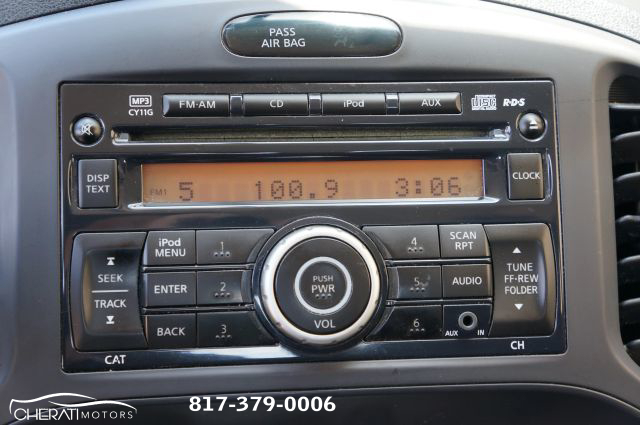 PASS
AIR BAG
MP3
CY11G
FM·AM
CD
iPod
AUX
disc
R·D·S
DISP
TEXT
FM1 5 100.9 3:06
CLOCK
SEEK
TRACK
CAT
iPod
MENU
ENTER
BACK
1
2
3
PUSH
PWR
VOL
4
5
6
SCAN
RPT
AUDIO
AUX IN
TUNE
FF·REW
FOLDER
CH
CHERATI MOTORS
817-379-0006